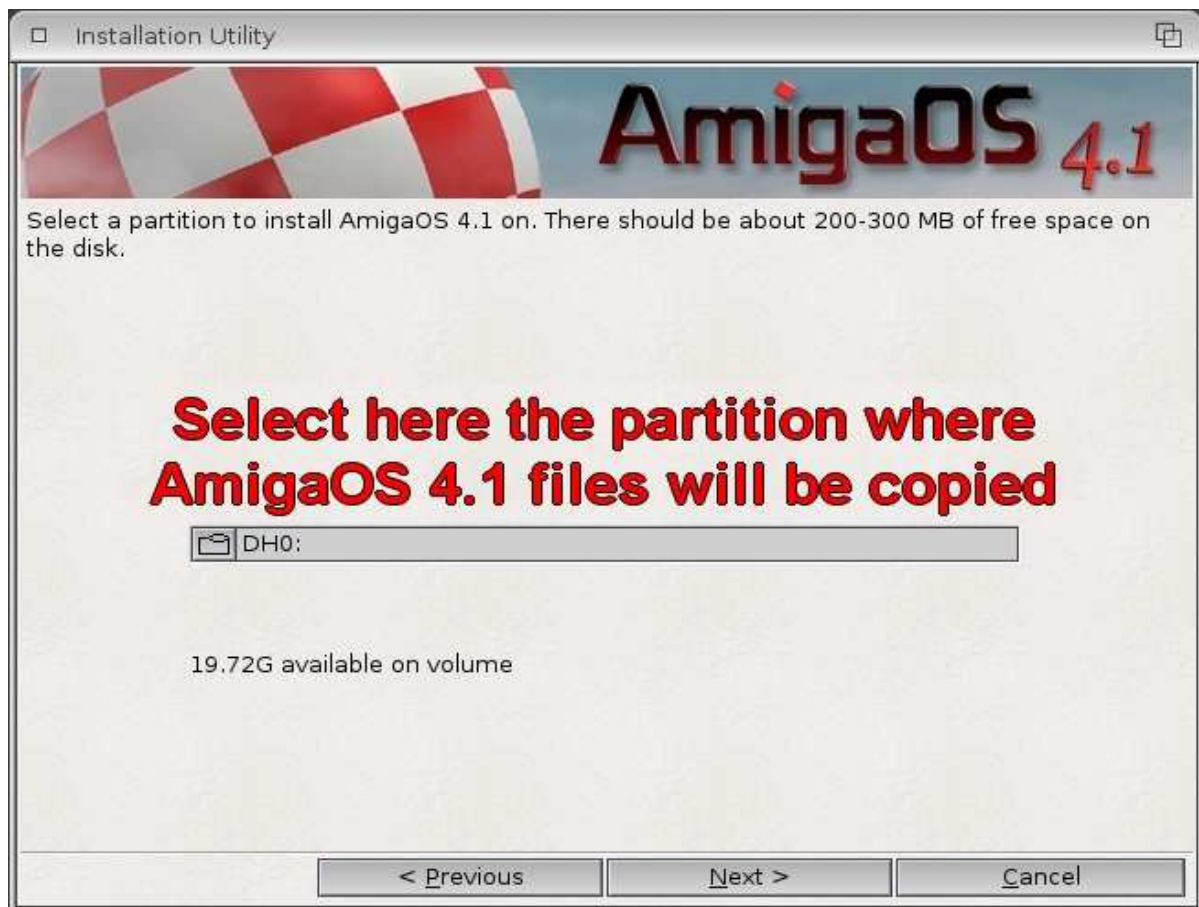 Installation Utility
AmigaOS 4.1
Select a partition to install AmigaOS 4.1 on. There should be about 200-300 MB of free space on
the disk.
Select here the partition where
AmigaOS 4.1 files will be copied
DH0:
19.72G available on volume
< Previous
Next >
Cancel